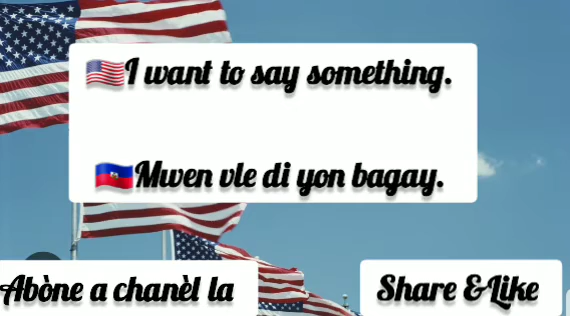 🇺🇸I want to say something.
🇭🇹Mwen vle di yon bagay.
Abòne a chanèl la
Share & Like